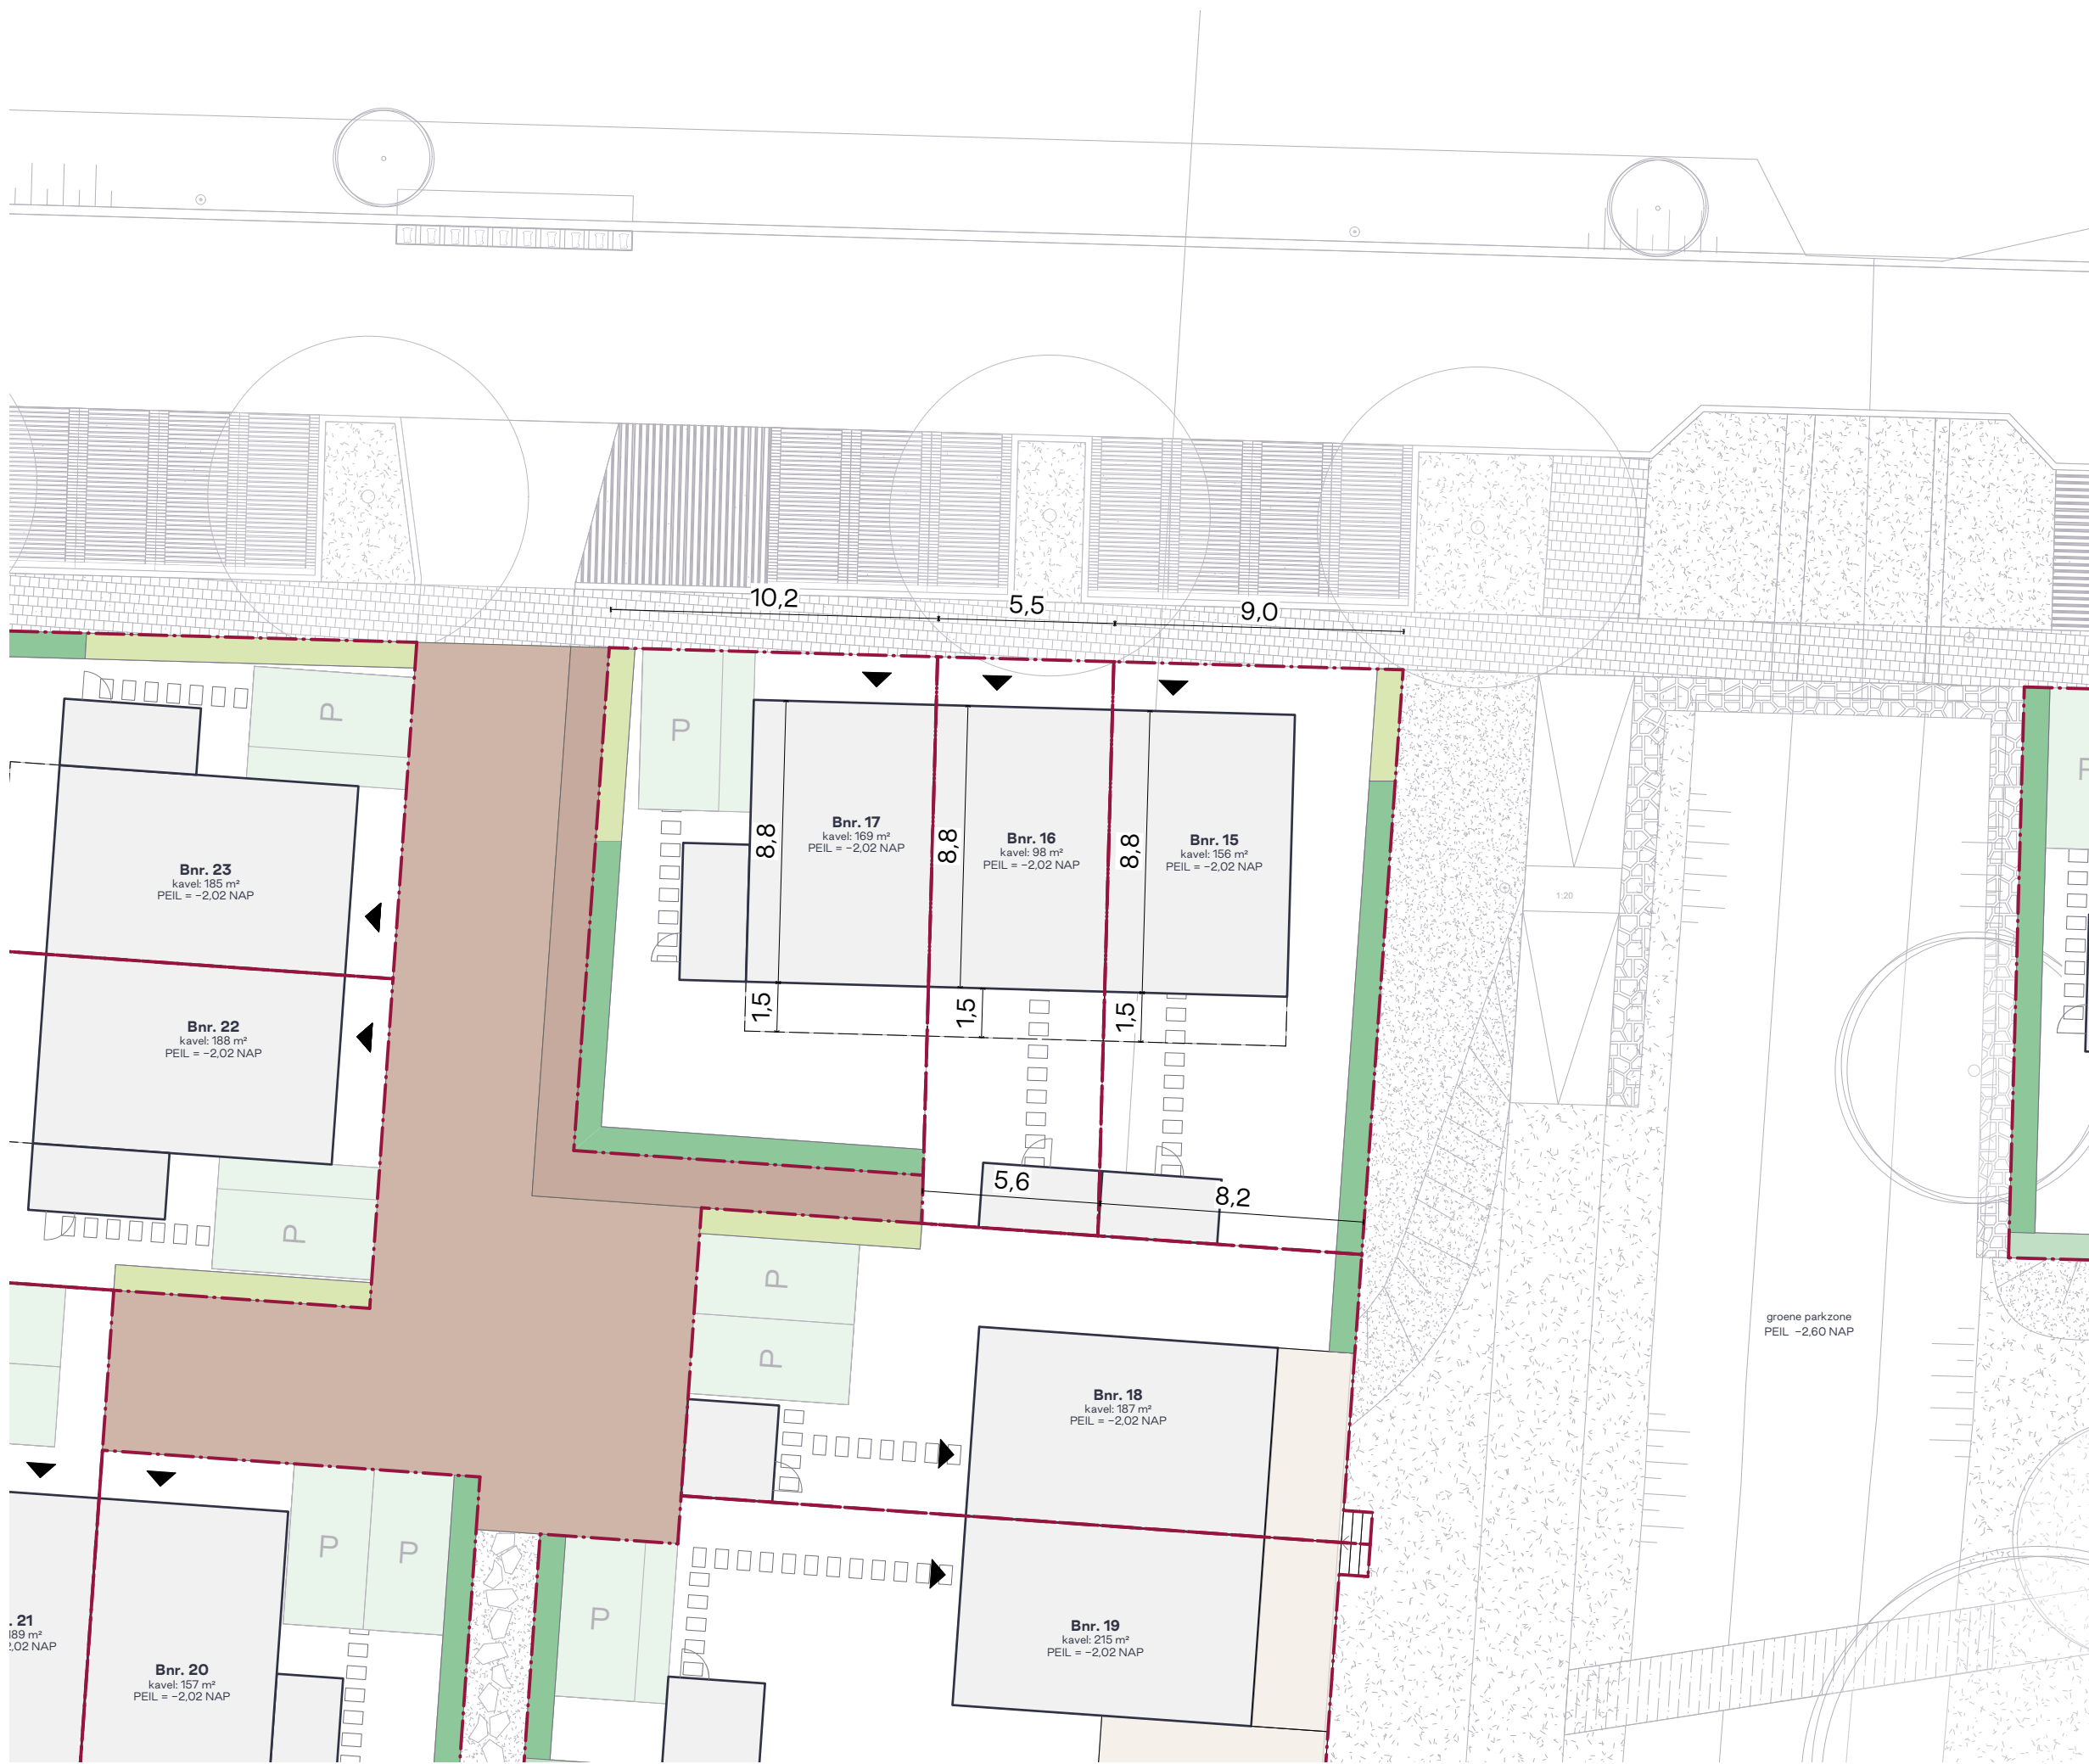 10,2
5,5
9,0
P
P
P
Bnr. 17
kavel: 169 m²
PEIL = −2,02 NAP
8,8
Bnr. 16
kavel: 98 m²
PEIL = −2,02 NAP
8,8
Bnr. 15
kavel: 156 m²
PEIL = −2,02 NAP
8,8
Bnr. 23
kavel: 185 m²
PEIL = −2,02 NAP
1:20
1,5
1,5
1,5
Bnr. 22
kavel: 188 m²
PEIL = −2,02 NAP
5,6
8,2
P
P
P
groene parkzone
PEIL −2,60 NAP
Bnr. 18
kavel: 187 m²
PEIL = −2,02 NAP
P
P
P
Bnr. 19
kavel: 215 m²
PEIL = −2,02 NAP
. 21
189 m²
2,02 NAP
Bnr. 20
kavel: 157 m²
PEIL = −2,02 NAP